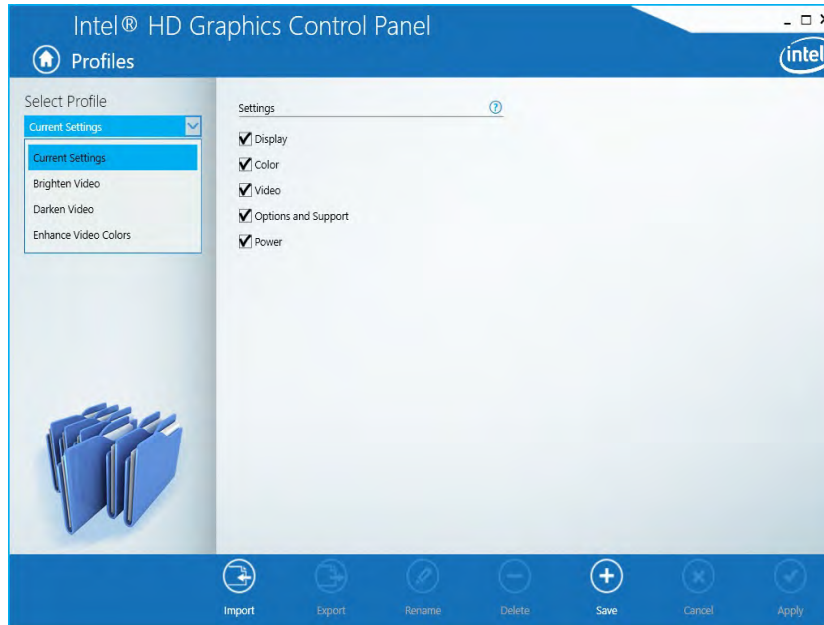 Intel® HD Graphics Control Panel
Profiles
intel
Select Profile
Current Settings
Current Settings
Brighten Video
Darken Video
Enhance Video Colors
Settings
?
Display
Color
Video
Options and Support
Power
Import Export Rename Delete Save Cancel Apply